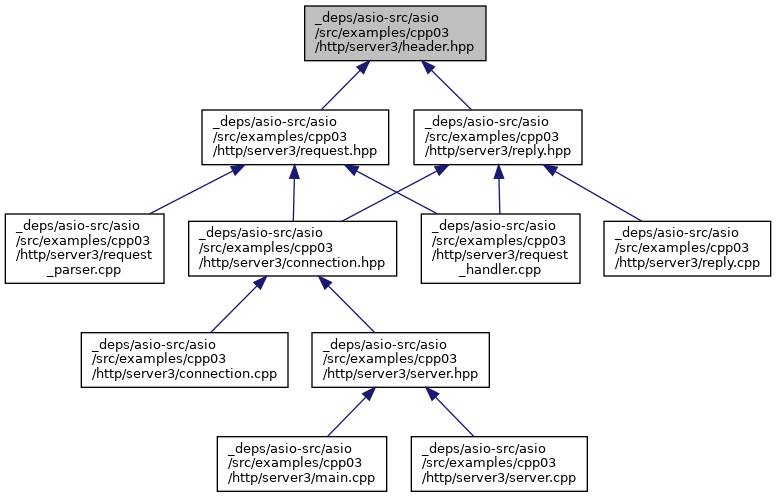 _deps/asio-src/asio
/src/examples/cpp03
/http/server3/header.hpp
_deps/asio-src/asio
/src/examples/cpp03
/http/server3/request.hpp
_deps/asio-src/asio
/src/examples/cpp03
/http/server3/reply.hpp
_deps/asio-src/asio
/src/examples/cpp03
/http/server3/request
_parser.cpp
_deps/asio-src/asio
/src/examples/cpp03
/http/server3/connection.hpp
_deps/asio-src/asio
/src/examples/cpp03
/http/server3/request
_handler.cpp
_deps/asio-src/asio
/src/examples/cpp03
/http/server3/reply.cpp
_deps/asio-src/asio
/src/examples/cpp03
/http/server3/connection.cpp
_deps/asio-src/asio
/src/examples/cpp03
/http/server3/server.hpp
_deps/asio-src/asio
/src/examples/cpp03
/http/server3/main.cpp
_deps/asio-src/asio
/src/examples/cpp03
/http/server3/server.cpp